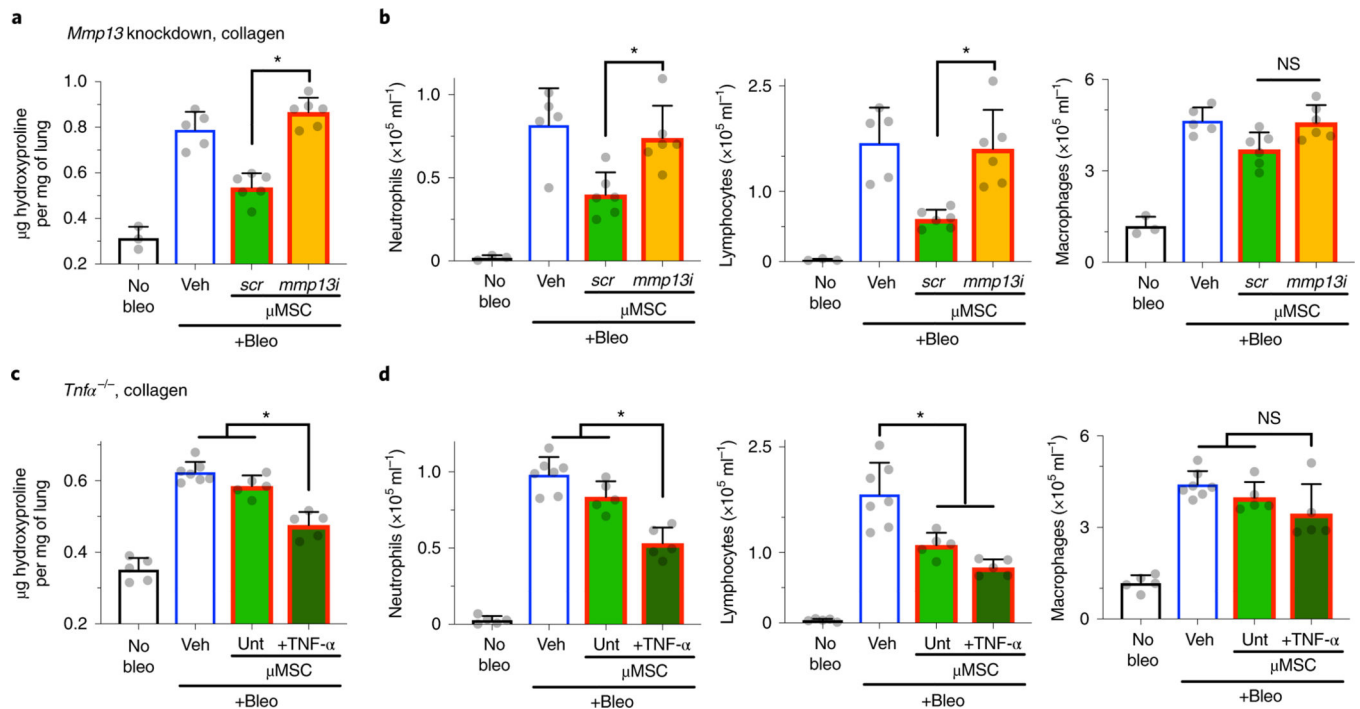 a
Mmp13 knockdown, collagen
µg hydroxyproline
per mg of lung
1.0
0.8
0.6
0.4
0.2
*
No
bleo
Veh
scr
mmp13i
µMSC
+Bleo
b
Neutrophils (×10⁵ ml⁻¹)
1.0
0.5
0
*
No
bleo
Veh
scr
mmp13i
µMSC
+Bleo
Lymphocytes (×10⁵ ml⁻¹)
2.5
1.0
0
*
No
bleo
Veh
scr
mmp13i
µMSC
+Bleo
Macrophages (×10⁵ ml⁻¹)
6
3
0
NS
No
bleo
Veh
scr
mmp13i
µMSC
+Bleo
c
Tnfα⁻/⁻, collagen
µg hydroxyproline
per mg of lung
0.6
0.4
0.2
*
No
bleo
Veh
Unt
+TNF-α
µMSC
+Bleo
d
Neutrophils (×10⁵ ml⁻¹)
1.0
0.5
0
*
No
bleo
Veh
Unt
+TNF-α
µMSC
+Bleo
Lymphocytes (×10⁵ ml⁻¹)
2.5
1.0
0
*
No
bleo
Veh
Unt
+TNF-α
µMSC
+Bleo
Macrophages (×10⁵ ml⁻¹)
6
3
0
NS
No
bleo
Veh
Unt
+TNF-α
µMSC
+Bleo